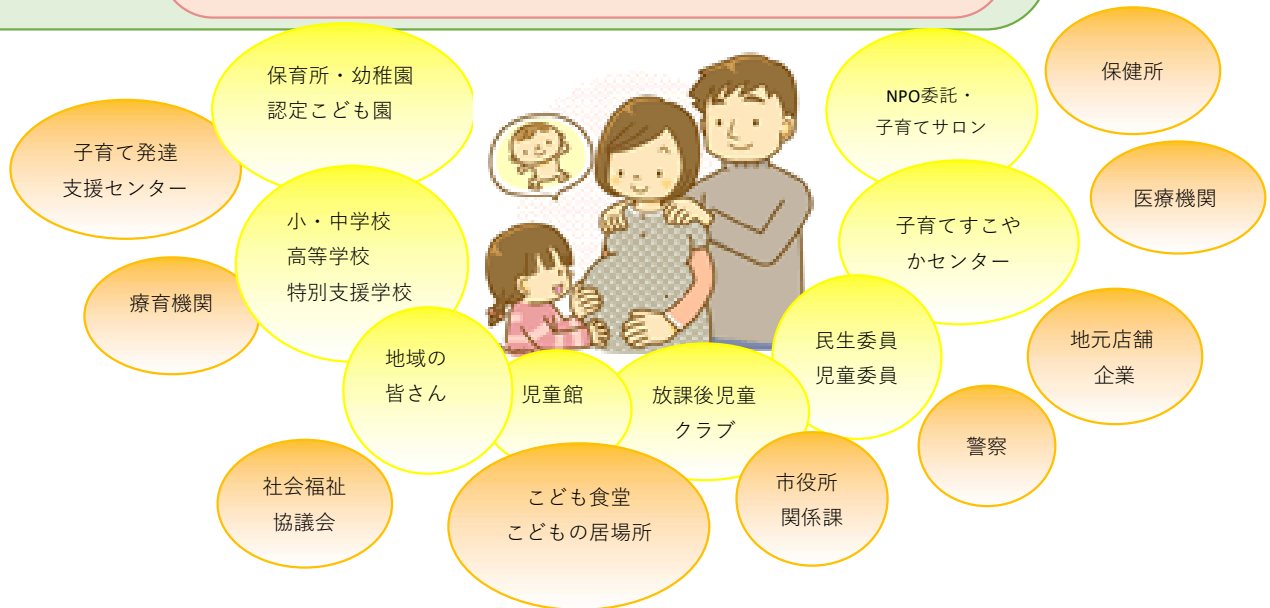 保育所・幼稚園
認定こども園
子育て発達
支援センター
小・中学校
高等学校
特別支援学校
療育機関
地域の
皆さん
児童館
放課後児童
クラブ
民生委員
児童委員
NPO委託・
子育てサロン
子育てすこや
かセンター
保健所
医療機関
地元店舗
企業
警察
市役所
関係課
こども食堂
こどもの居場所
社会福祉
協議会